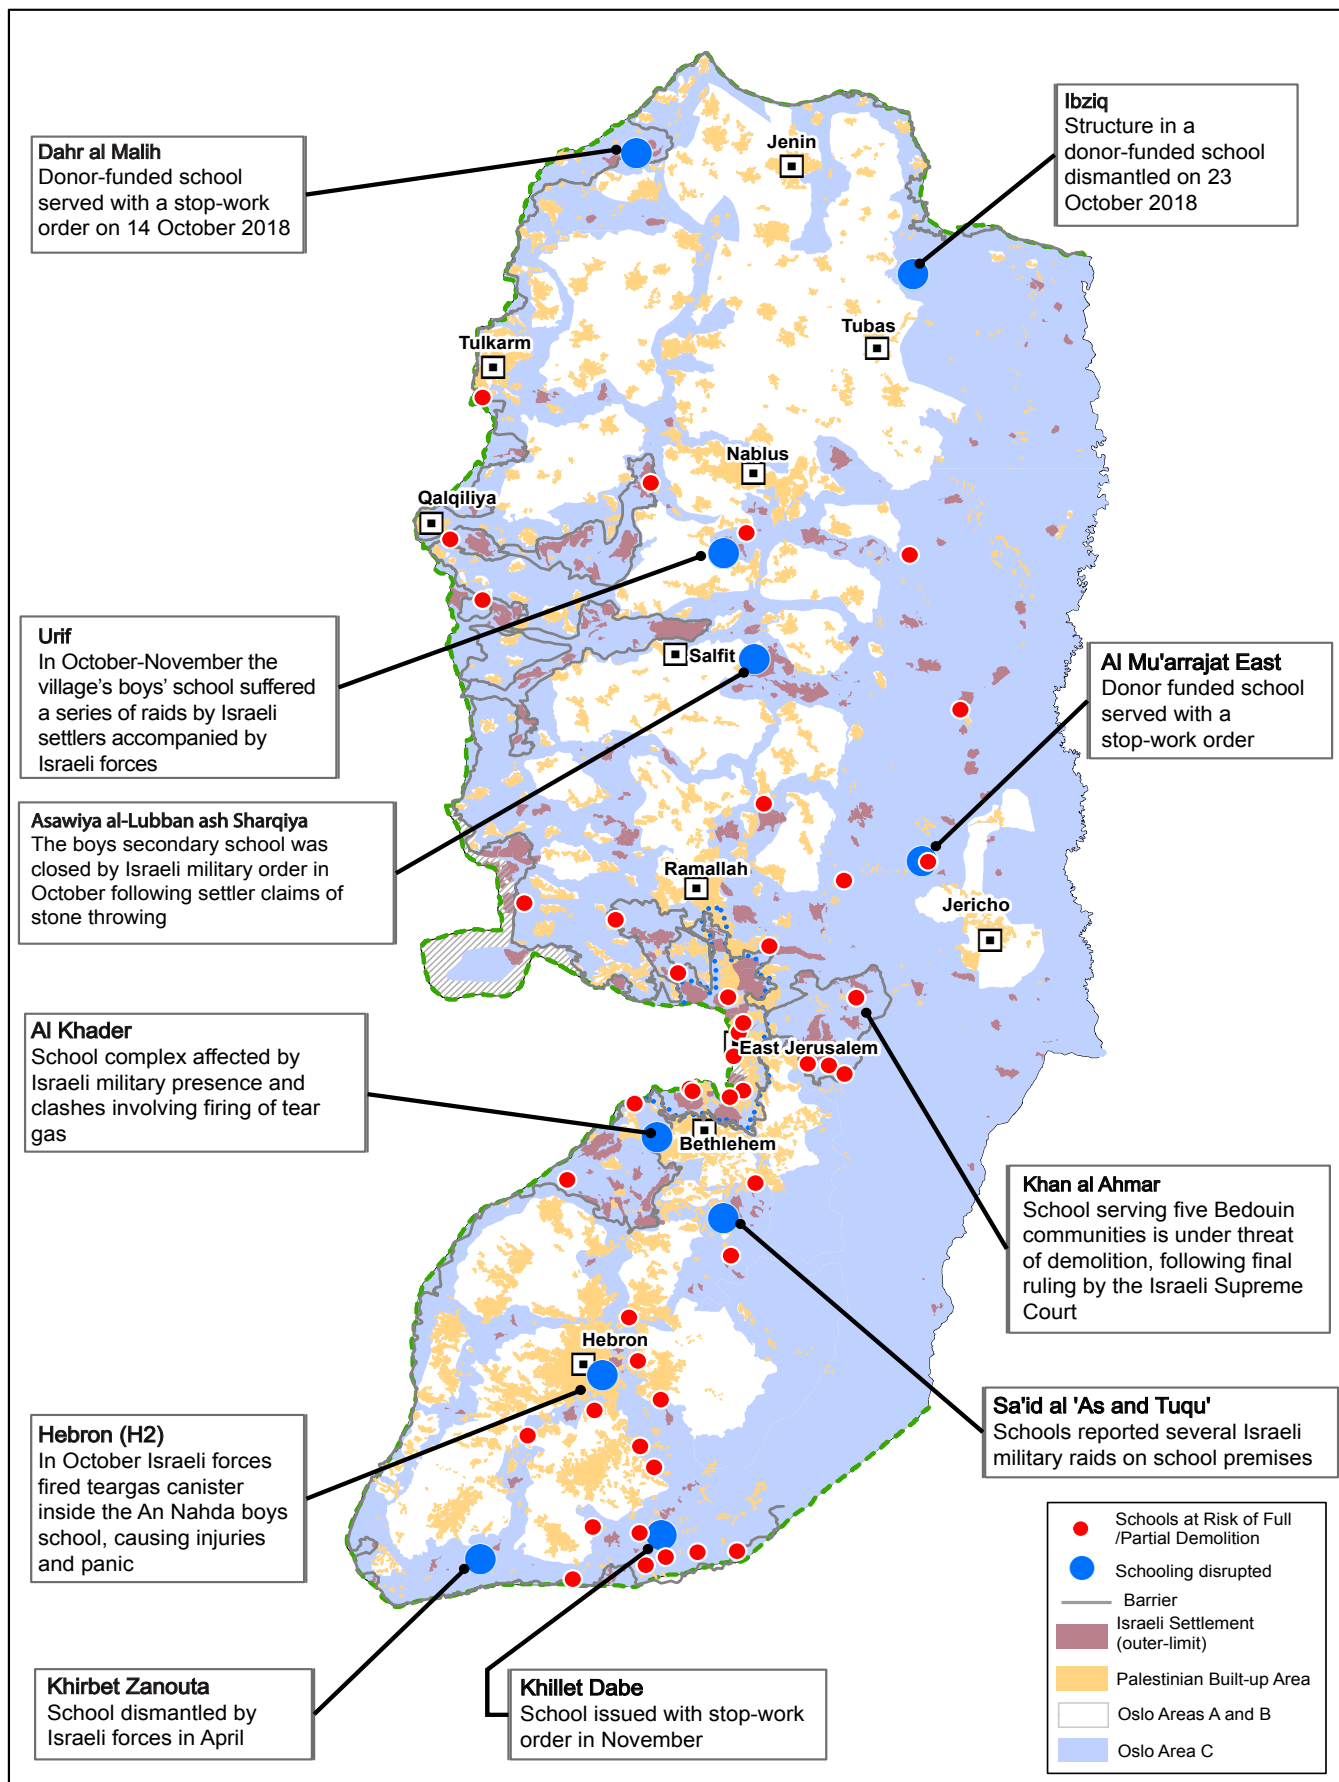 Dahr al Malih
Donor-funded school
served with a stop-work
order on 14 October 2018
Ibziq
Structure in a
donor-funded school
dismantled on 23
October 2018
Jenin
Tubas
Tulkarm
Nablus
Qalqiliya
Urif
In October-November the
village's boys' school suffered
a series of raids by Israeli
settlers accompanied by
Israeli forces
Salfit
Al Mu'arrajat East
Donor funded school
served with a
stop-work order
Asawiya al-Lubban ash Sharqiya
The boys secondary school was
closed by Israeli military order in
October following settler claims of
stone throwing
Ramallah
Jericho
Al Khader
School complex affected by
Israeli military presence and
clashes involving firing of tear
gas
East Jerusalem
Bethlehem
Khan al Ahmar
School serving five Bedouin
communities is under threat
of demolition, following final
ruling by the Israeli Supreme
Court
Hebron
Sa'id al 'As and Tuqu'
Schools reported several Israeli
military raids on school premises
Hebron (H2)
In October Israeli forces
fired teargas canister
inside the An Nahda boys
school, causing injuries
and panic
Khirbet Zanouta
School dismantled by
Israeli forces in April
Khillet Dabe
School issued with stop-work
order in November
Schools at Risk of Full
/Partial Demolition
Schooling disrupted
Barrier
Israeli Settlement
(outer-limit)
Palestinian Built-up Area
Oslo Areas A and B
Oslo Area C